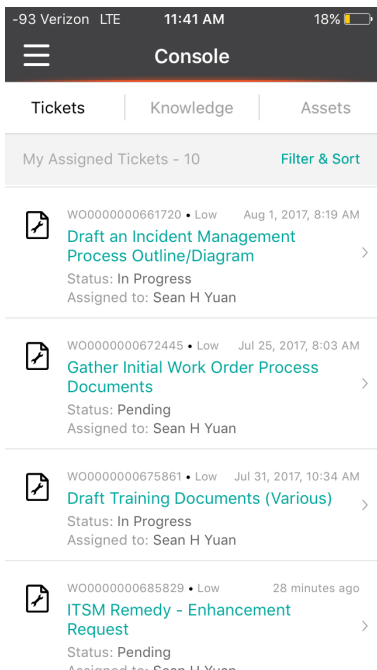 -93 Verizon LTE 11:41 AM 18%
Console
Tickets Knowledge Assets
My Assigned Tickets - 10 Filter & Sort
WO0000000661720 • Low Aug 1, 2017, 8:19 AM
Draft an Incident Management
Process Outline/Diagram
Status: In Progress
Assigned to: Sean H Yuan
WO0000000672445 • Low Jul 25, 2017, 8:03 AM
Gather Initial Work Order Process
Documents
Status: Pending
Assigned to: Sean H Yuan
WO0000000675861 • Low Jul 31, 2017, 10:34 AM
Draft Training Documents (Various)
Status: In Progress
Assigned to: Sean H Yuan
WO0000000685829 • Low 28 minutes ago
ITSM Remedy - Enhancement
Request
Status: Pending
Assigned to: Sean H Yuan